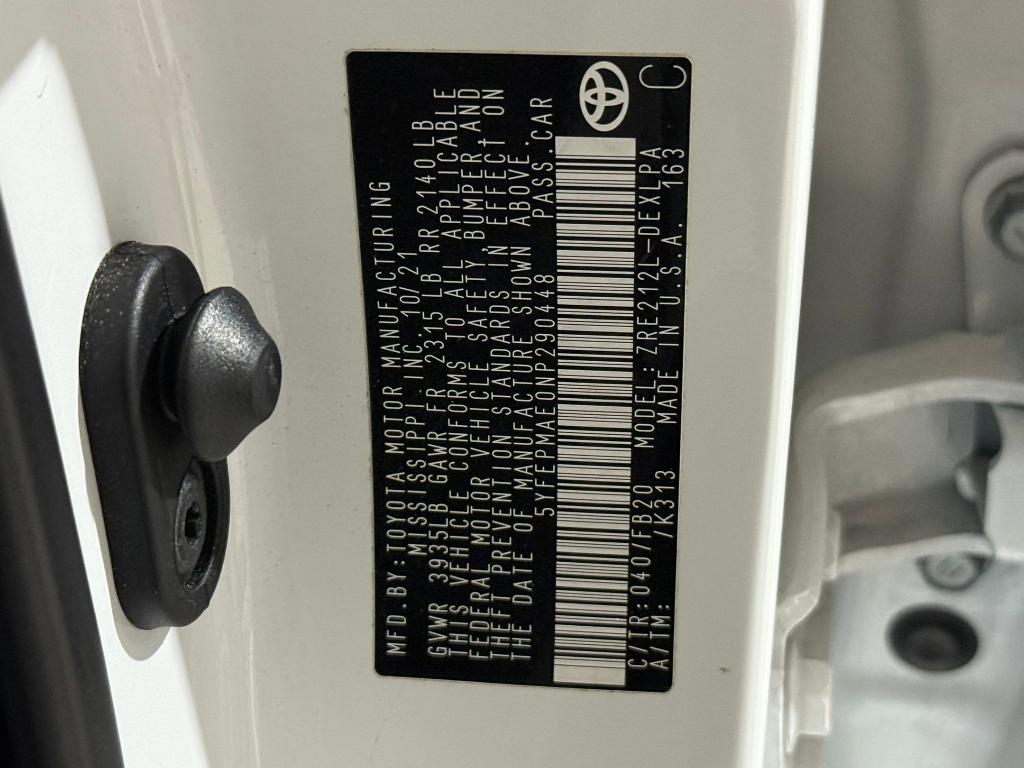 MFD.BY:TOYOTA MOTOR MANUFACTURING
MISSISSIPPI, INC. 10/21
GVWR 3935LB GAWR FR 2315 LB RR 2140 LB
THIS VEHICLE CONFORMS TO ALL APPLICABLE
FEDERAL MOTOR VEHICLE SAFETY, BUMPER, AND
THEFT PREVENTION STANDARDS IN EFFECT ON
THE DATE OF MANUFACTURE SHOWN ABOVE.
5YFEPMAE0NP290448 PASS.CAR
C/TR:040/FB20 MODEL:ZRE212L-DEXLPA
A/TM: /K313 MADE IN U.S.A. 163
C